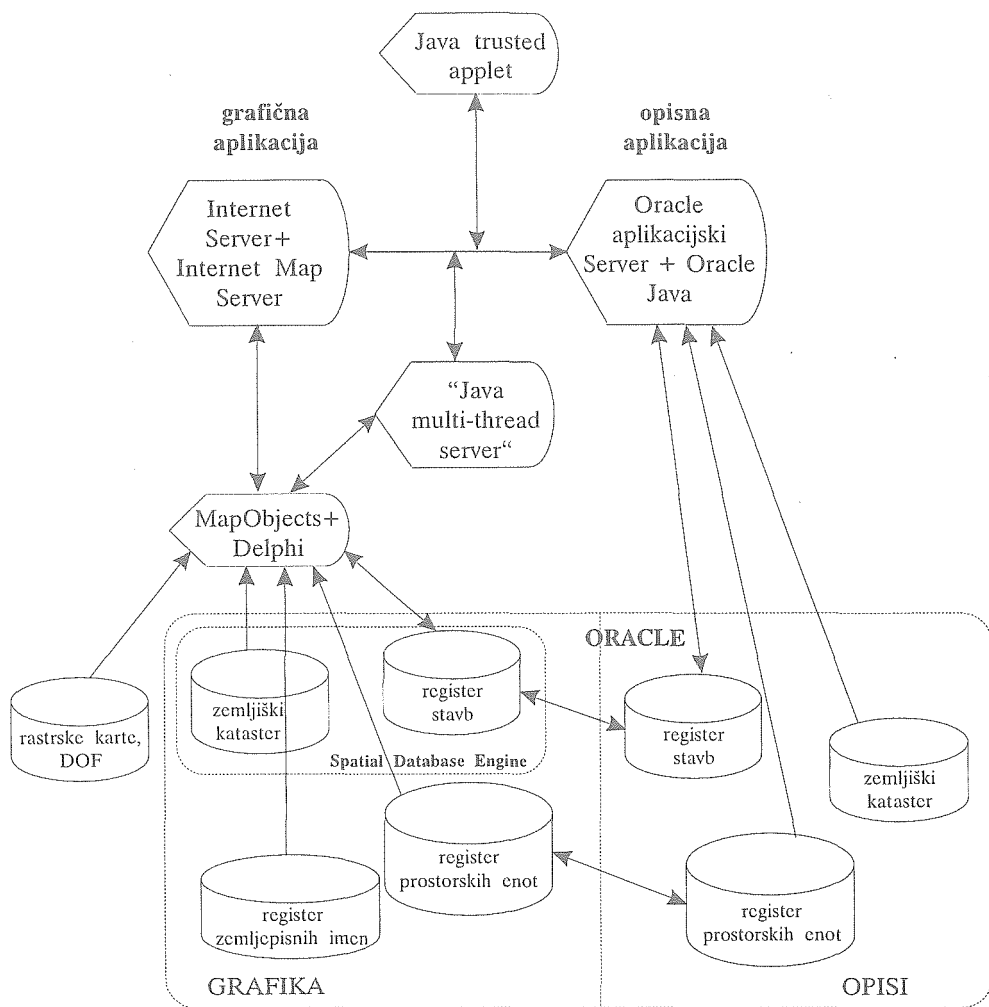 Java trusted
applet
grafična
aplikacija
opisna
aplikacija
Internet
Server+
Internet Map
Server
Oracle
aplikacijski
Server + Oracle
Java
“Java
multi-thread
server“
MapObjects+
Delphi
ORACLE
rastrske karte,
DOF
zemljiški
kataster
register
stavb
Spatial Database Engine
register
stavb
zemljiški
kataster
register
prostorskih enot
register
zemljepisnih imen
register
prostorskih enot
GRAFIKA
OPISI